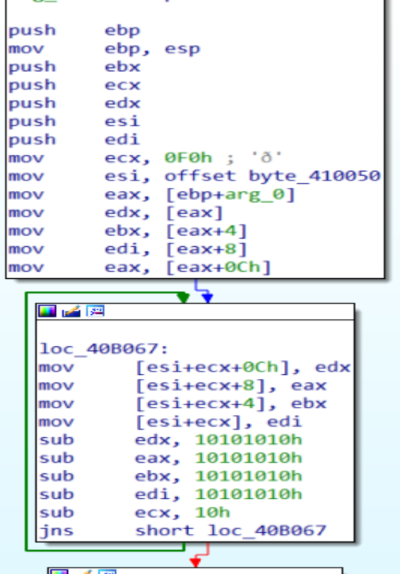 push ebp
mov ebp, esp
push ebx
push ecx
push edx
push esi
push edi
mov ecx, 0F0h ; 'ð'
mov esi, offset byte_410050
mov eax, [ebp+arg_0]
mov edx, [eax]
mov ebx, [eax+4]
mov edi, [eax+8]
mov eax, [eax+0Ch]
loc_40B067:
mov [esi+ecx+0Ch], edx
mov [esi+ecx+8], eax
mov [esi+ecx+4], ebx
mov [esi+ecx], edi
sub edx, 10101010h
sub eax, 10101010h
sub ebx, 10101010h
sub edi, 10101010h
sub ecx, 10h
jns short loc_40B067